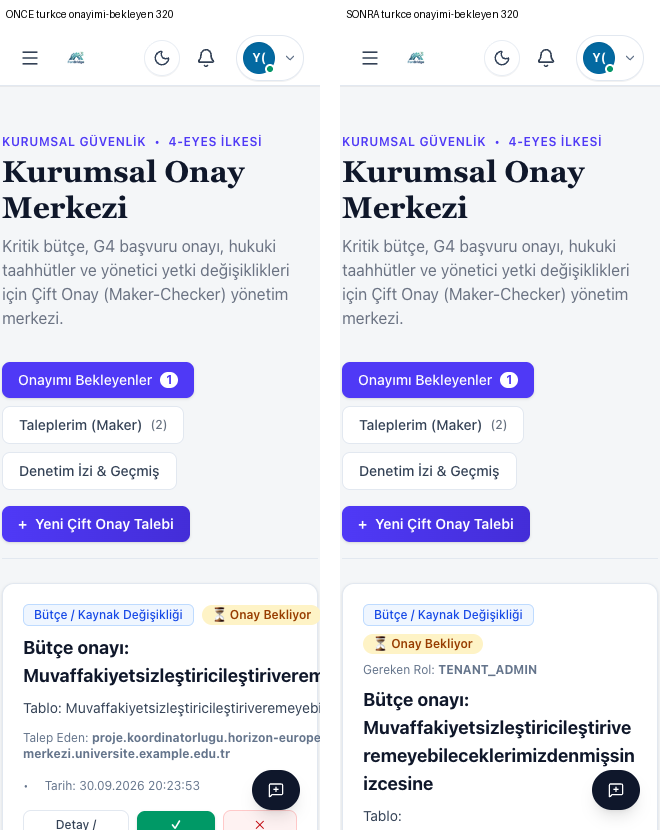 ONCE turkce onayimi-bekleyen 320
Y(
KURUMSAL GÜVENLİK • 4-EYES İLKESİ
Kurumsal Onay
Merkezi
Kritik bütçe, G4 başvuru onayı, hukuki
taahhütler ve yönetici yetki değişiklikleri
için Çift Onay (Maker-Checker) yönetim
merkezi.
Onayımı Bekleyenler 1
Taleplerim (Maker) (2)
Denetim İzi & Geçmiş
+ Yeni Çift Onay Talebi
Bütçe / Kaynak Değişikliği ⏳ Onay Bekliyor
Bütçe onayı:
Muvaffakiyetsizleştiricileştiriverem
Tablo: Muvaffakiyetsizleştiricileştiriveremeyebi
Talep Eden: proje.koordinatorlugu.horizon-europe
merkezi.universite.example.edu.tr
• Tarih: 30.09.2026 20:23:53
Detay /
SONRA turkce onayimi-bekleyen 320
Y(
KURUMSAL GÜVENLİK • 4-EYES İLKESİ
Kurumsal Onay
Merkezi
Kritik bütçe, G4 başvuru onayı, hukuki
taahhütler ve yönetici yetki değişiklikleri
için Çift Onay (Maker-Checker) yönetim
merkezi.
Onayımı Bekleyenler 1
Taleplerim (Maker) (2)
Denetim İzi & Geçmiş
+ Yeni Çift Onay Talebi
Bütçe / Kaynak Değişikliği
⏳ Onay Bekliyor
Gereken Rol: TENANT_ADMIN
Bütçe onayı:
Muvaffakiyetsizleştiricileştirive
remeyebileceklerimizdenmişsin
izcesine
Tablo: